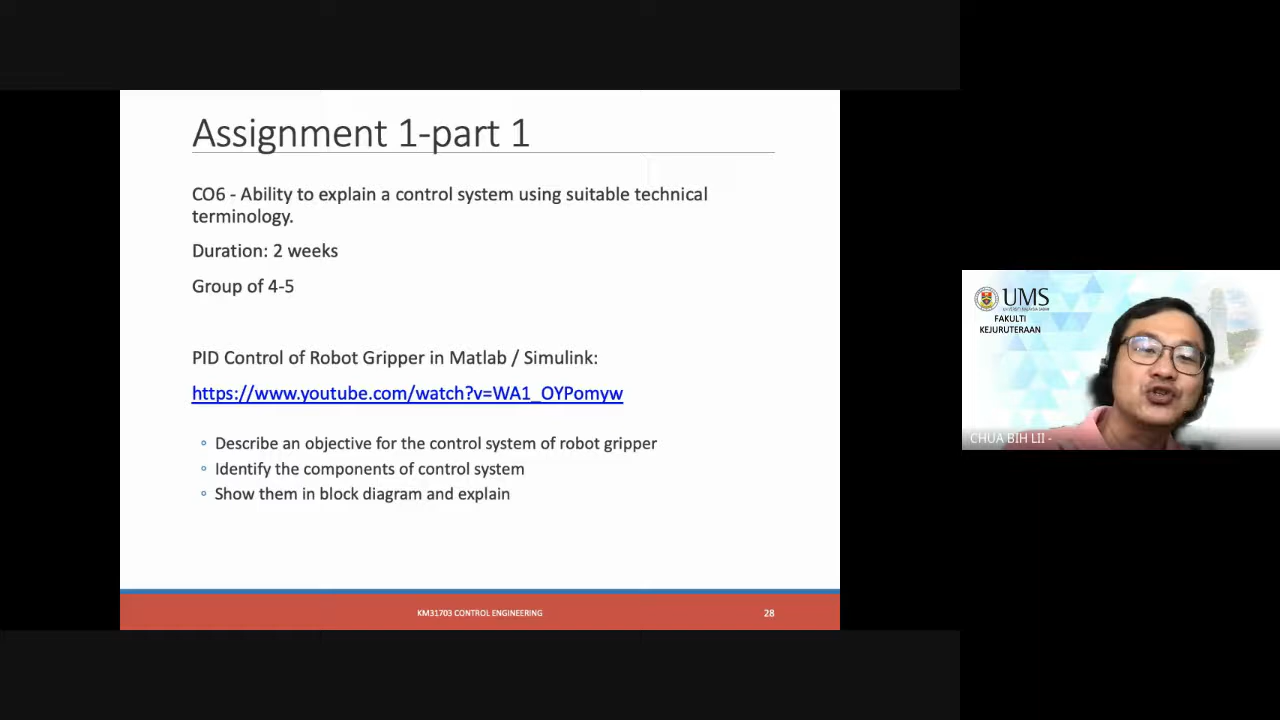 Assignment 1-part 1
CO6 - Ability to explain a control system using suitable technical
terminology.
Duration: 2 weeks
Group of 4-5
PID Control of Robot Gripper in Matlab / Simulink:
https://www.youtube.com/watch?v=WA1_OYPomyw
Describe an objective for the control system of robot gripper
Identify the components of control system
Show them in block diagram and explain
KM31703 CONTROL ENGINEERING
28
UMS
UNIVERSITI MALAYSIA SABAH
FAKULTI
KEJURUTERAAN
CHUA BIH LII -